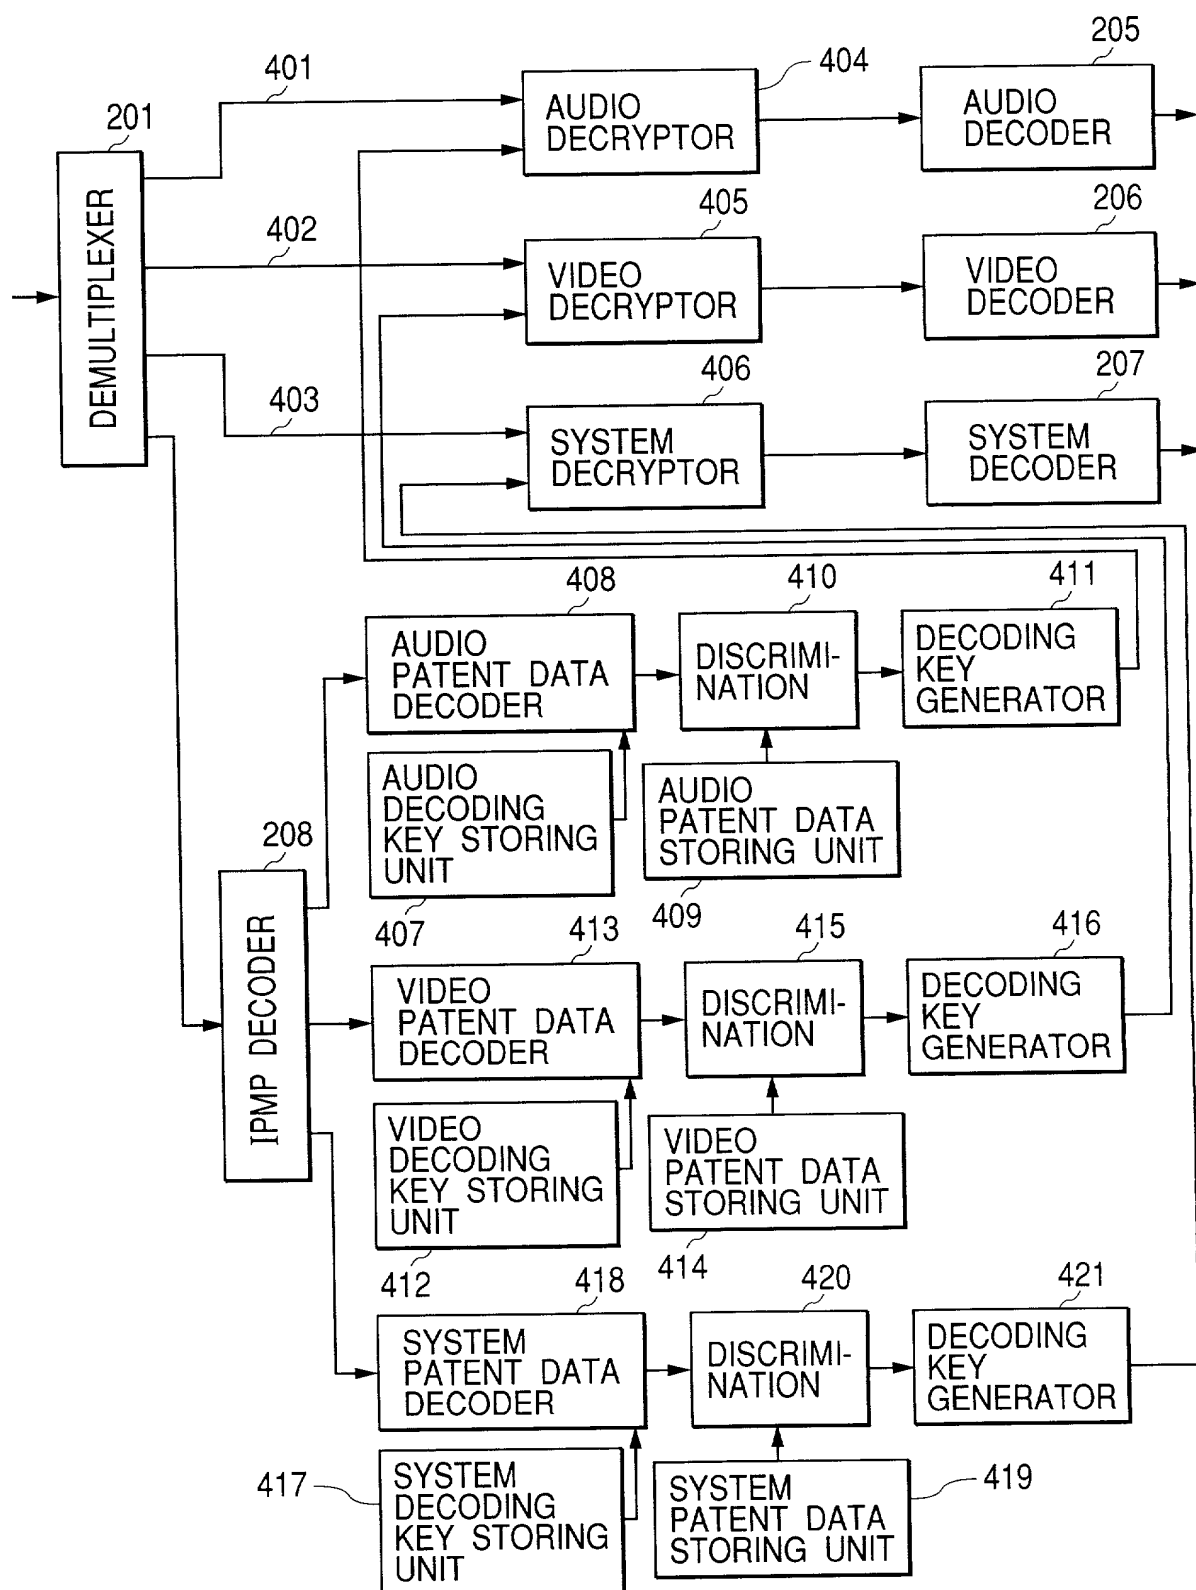 401
404
205
201
AUDIO
DECRYPTOR
AUDIO
DECODER
DEMULTIPLEXER
402
405
206
VIDEO
DECRYPTOR
VIDEO
DECODER
403
406
207
SYSTEM
DECRYPTOR
SYSTEM
DECODER
408
410
411
AUDIO
PATENT DATA
DECODER
DISCRIMI-
NATION
DECODING
KEY
GENERATOR
AUDIO
DECODING
KEY STORING
UNIT
AUDIO
PATENT DATA
STORING UNIT
208
407
409
413
415
416
IPMP DECODER
VIDEO
PATENT DATA
DECODER
DISCRIMI-
NATION
DECODING
KEY
GENERATOR
VIDEO
DECODING
KEY STORING
UNIT
VIDEO
PATENT DATA
STORING UNIT
412
414
418
420
421
SYSTEM
PATENT DATA
DECODER
DISCRIMI-
NATION
DECODING
KEY
GENERATOR
417
SYSTEM
DECODING
KEY STORING
UNIT
SYSTEM
PATENT DATA
STORING UNIT
419